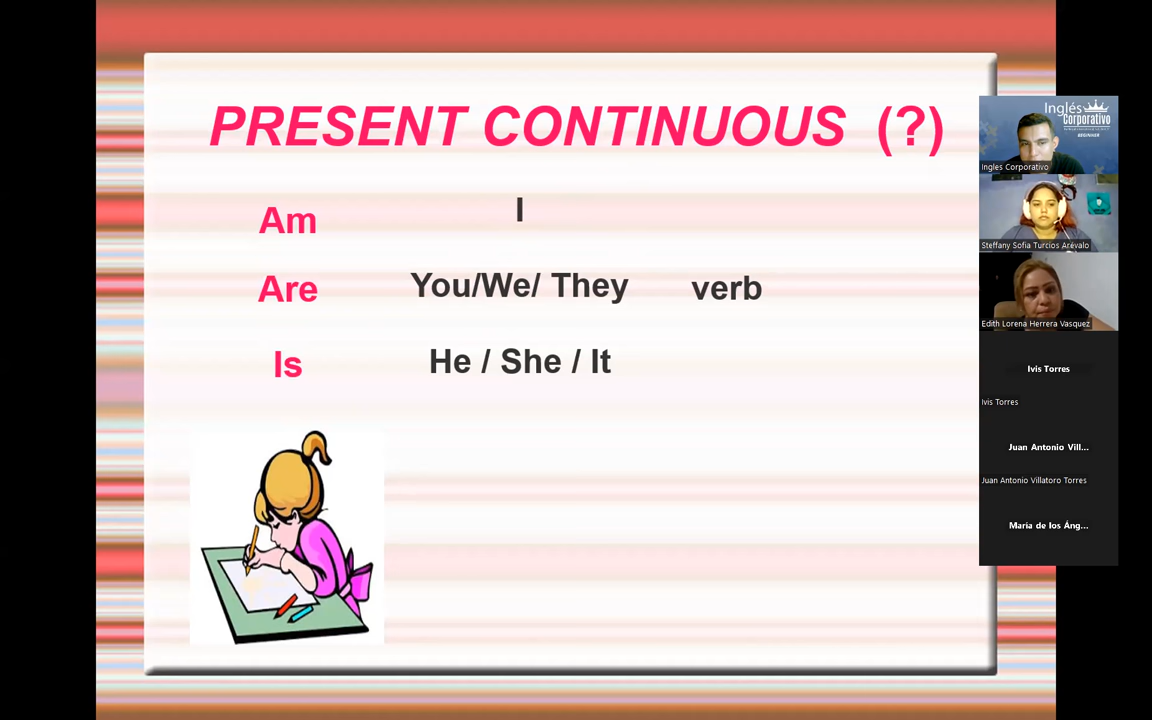 PRESENT CONTINUOUS (?)
Am I
Are You/We/ They verb
Is He / She / It
Inglés
Corporativo
BEGINNER
Ingles Corporativo
Steffany Sofia Turcios Arévalo
Edith Lorena Herrera Vasquez
Ivis Torres
Ivis Torres
Juan Antonio Vill...
Juan Antonio Villatoro Torres
Maria de los Áng...